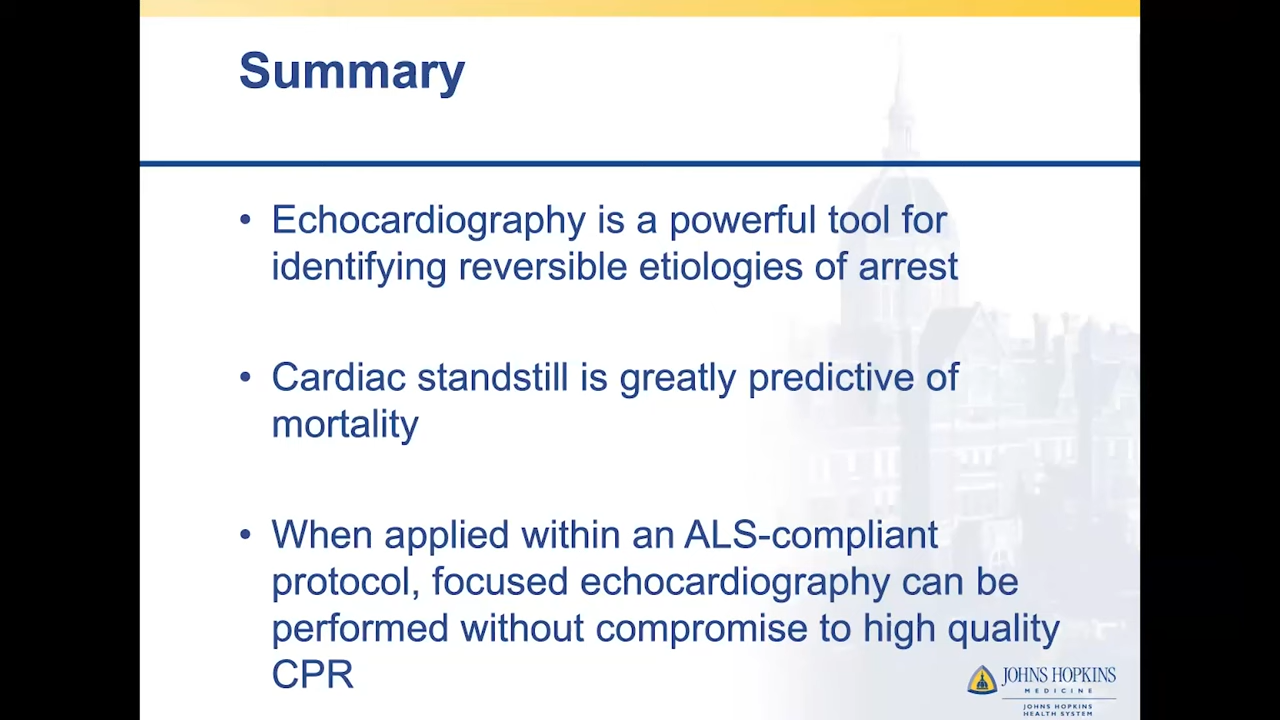 Summary
• Echocardiography is a powerful tool for
identifying reversible etiologies of arrest
• Cardiac standstill is greatly predictive of
mortality
• When applied within an ALS-compliant
protocol, focused echocardiography can be
performed without compromise to high quality
CPR
JOHNS HOPKINS
MEDICINE
JOHNS HOPKINS
HEALTH SYSTEM